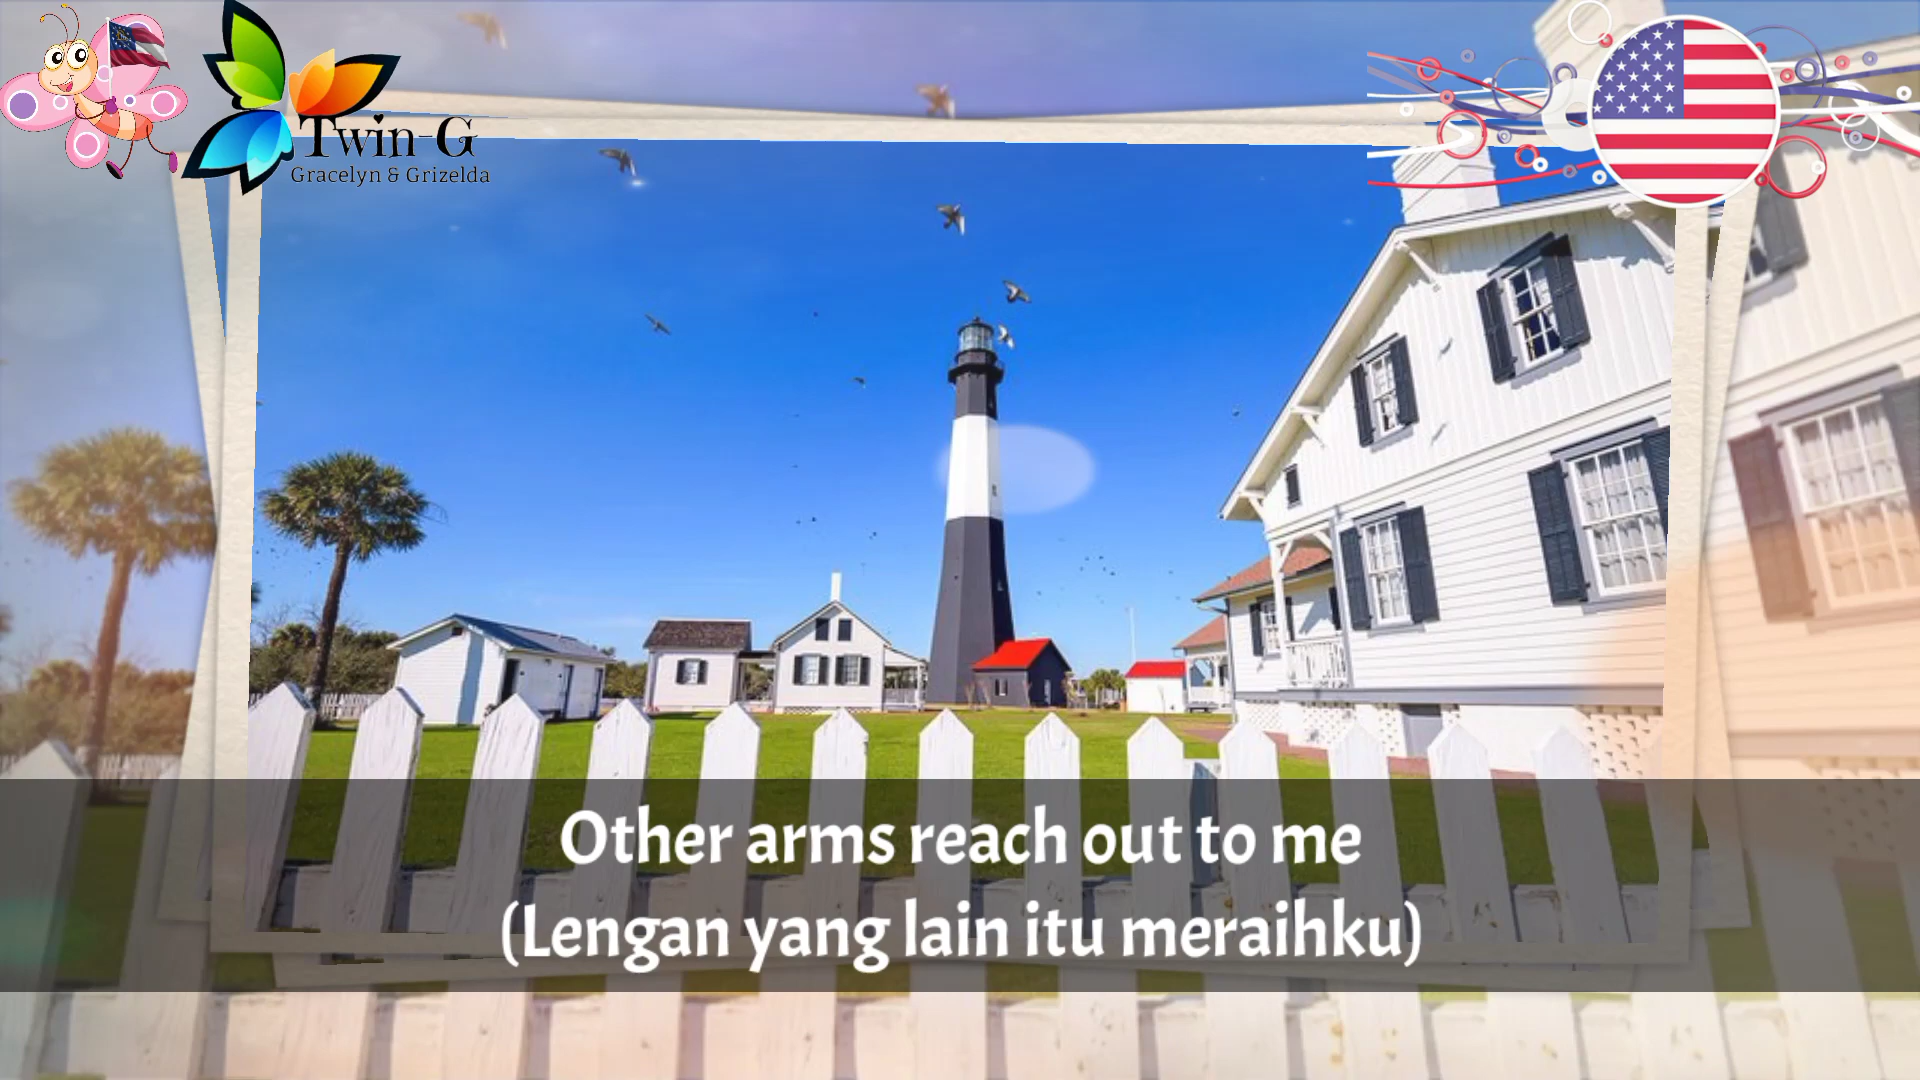 Twin-G
Gracelyn & Grizelda
Other arms reach out to me
(Lengan yang lain itu meraihku)